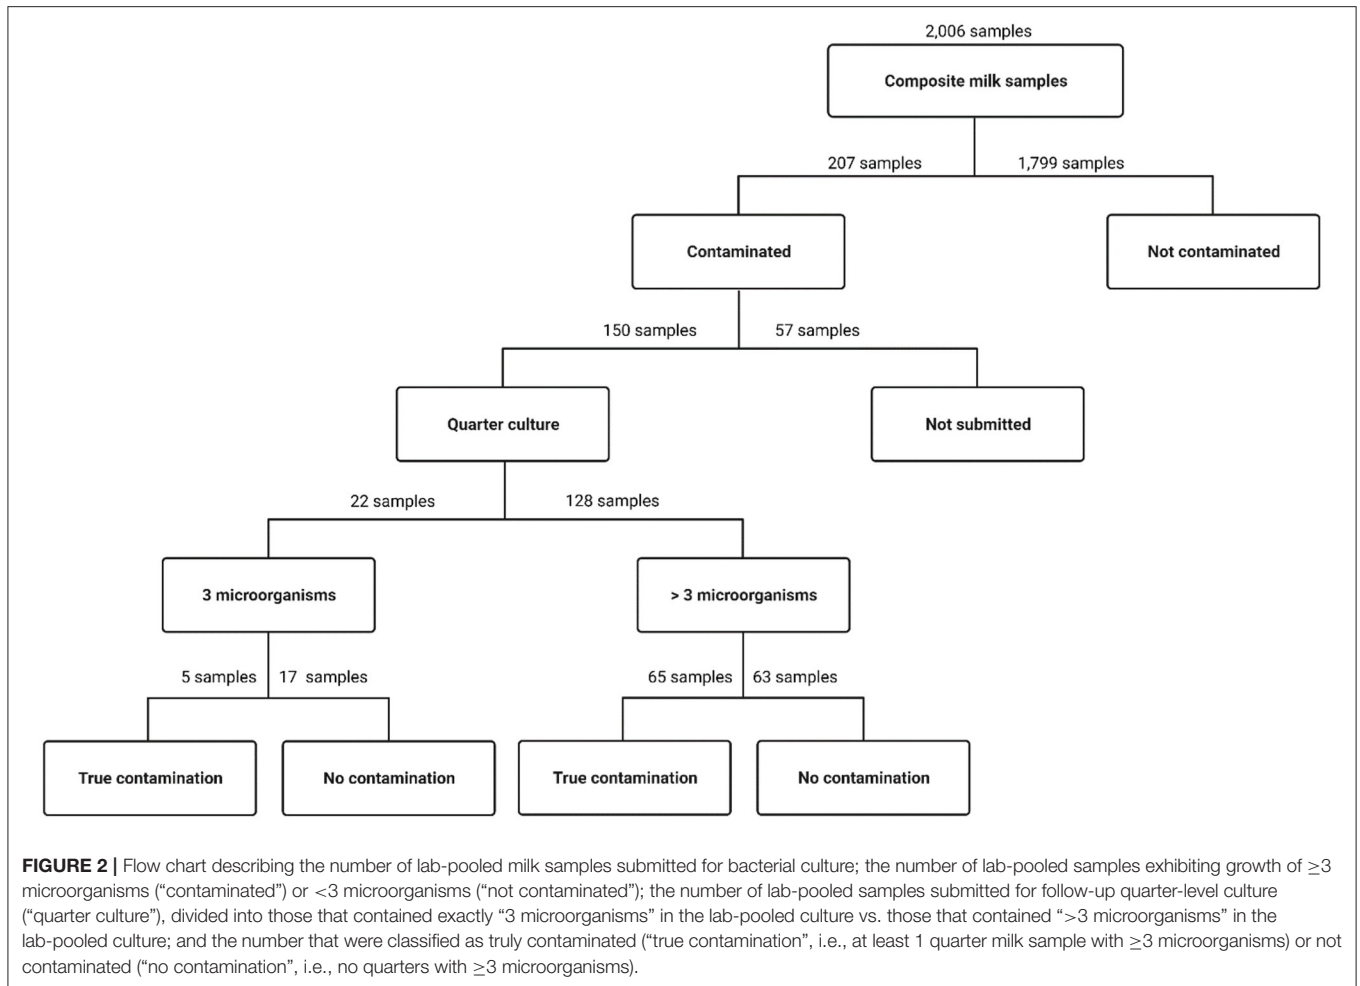 2,006 samples
Composite milk samples
207 samples
1,799 samples
Contaminated
Not contaminated
150 samples
57 samples
Quarter culture
Not submitted
22 samples
128 samples
3 microorganisms
> 3 microorganisms
5 samples
17 samples
65 samples
63 samples
True contamination
No contamination
True contamination
No contamination
FIGURE 2 | Flow chart describing the number of lab-pooled milk samples submitted for bacterial culture; the number of lab-pooled samples exhibiting growth of ≥3
microorganisms (“contaminated”) or <3 microorganisms (“not contaminated”); the number of lab-pooled samples submitted for follow-up quarter-level culture
(“quarter culture”), divided into those that contained exactly “3 microorganisms” in the lab-pooled culture vs. those that contained “>3 microorganisms” in the
lab-pooled culture; and the number that were classified as truly contaminated (“true contamination”, i.e., at least 1 quarter milk sample with ≥3 microorganisms) or not
contaminated (“no contamination”, i.e., no quarters with ≥3 microorganisms).